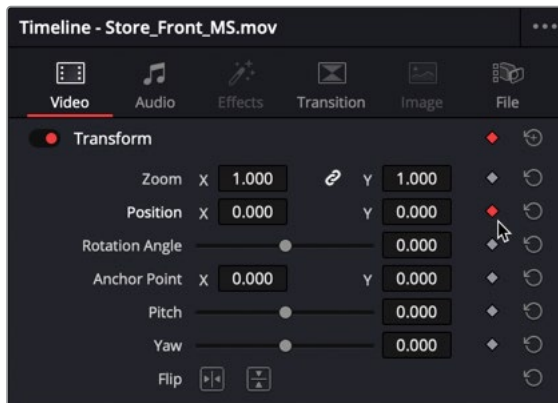 Timeline - Store_Front_MS.mov
Video Audio Effects Transition Image File
Transform
Zoom X 1.000 Y 1.000
Position X 0.000 Y 0.000
Rotation Angle 0.000
Anchor Point X 0.000 Y 0.000
Pitch 0.000
Yaw 0.000
Flip